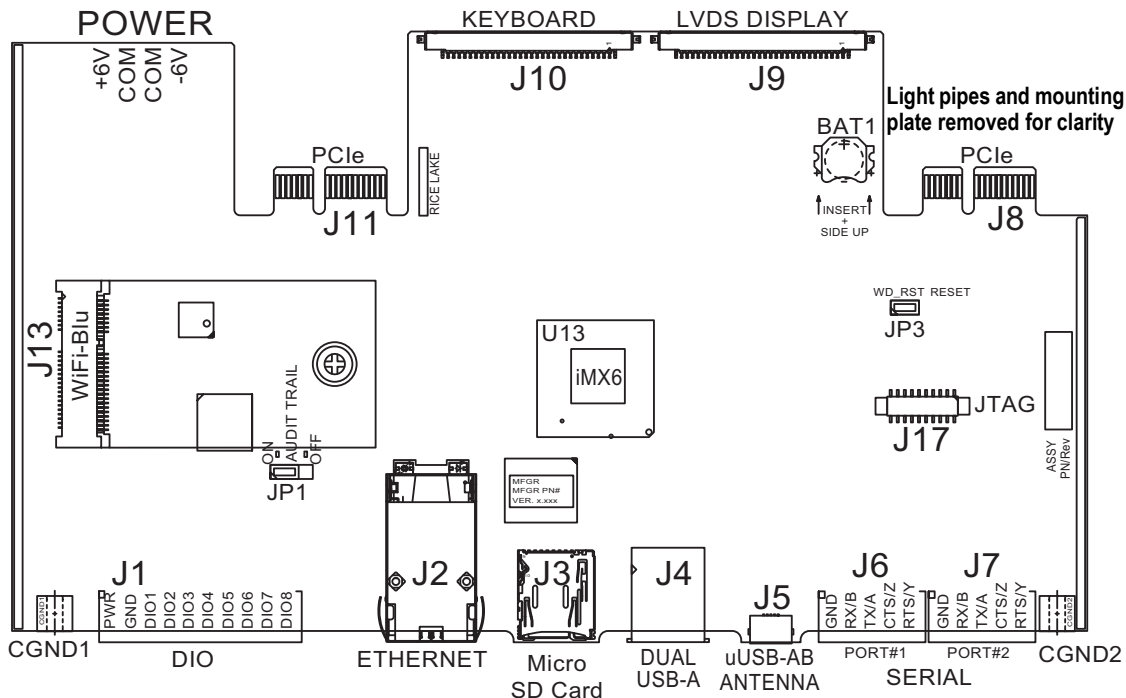 POWER
+6V
COM
COM
-6V
KEYBOARD
J10
LVDS DISPLAY
J9
Light pipes and mounting
plate removed for clarity
BAT1
INSERT
+
SIDE UP
PCIe
J11
RICE LAKE
PCIe
J8
J13
WiFi-Blu
U13
iMX6
WD_RST RESET
JP3
JTAG
J17
ASSY
PN/Rev
ON
AUDIT TRAIL
OFF
JP1
MFGR
MFGR PN#
VER. x.xxx
J1
PWR
GND
DIO1
DIO2
DIO3
DIO4
DIO5
DIO6
DIO7
DIO8
DIO
CGND1
CGND1
J2
ETHERNET
J3
Micro
SD Card
J4
DUAL
USB-A
J5
uUSB-AB
ANTENNA
J6
GND
RX/B
TX/A
CTS/Z
RTS/Y
PORT#1
J7
GND
RX/B
TX/A
CTS/Z
RTS/Y
PORT#2
SERIAL
CGND2
CGND2